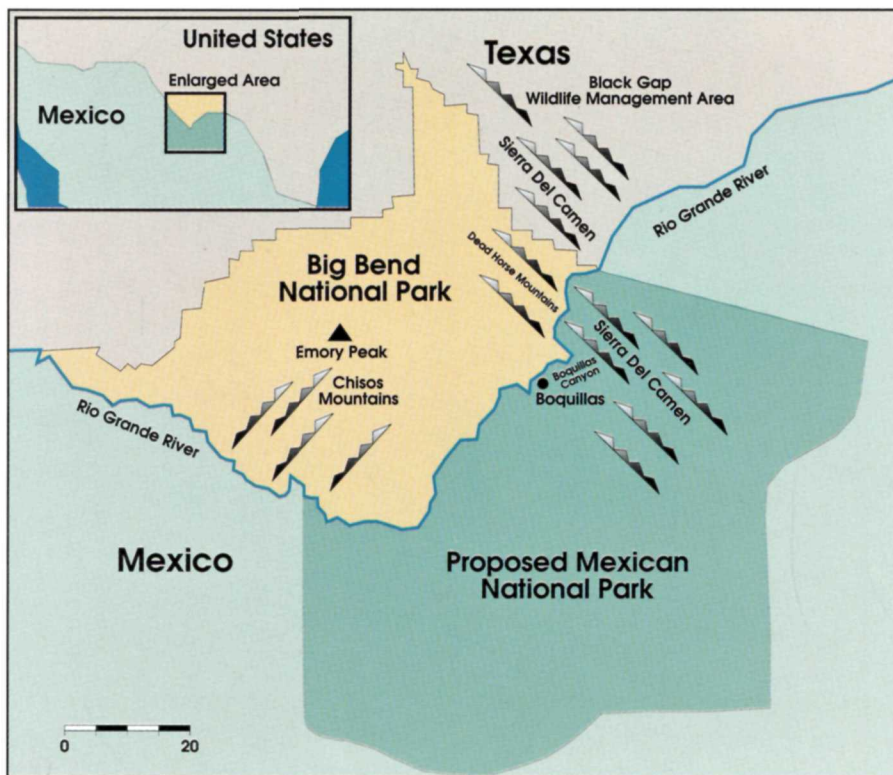 United States
Enlarged Area
Mexico
Texas
Black Gap
Wildlife Management Area
Sierra Del Carmen
Rio Grande River
Dead Horse Mountains
Big Bend
National Park
Emory Peak
Chisos
Mountains
Sierra Del Carmen
Boquillas
Canyon
Boquillas
Rio Grande River
Mexico
Proposed Mexican
National Park
0
20